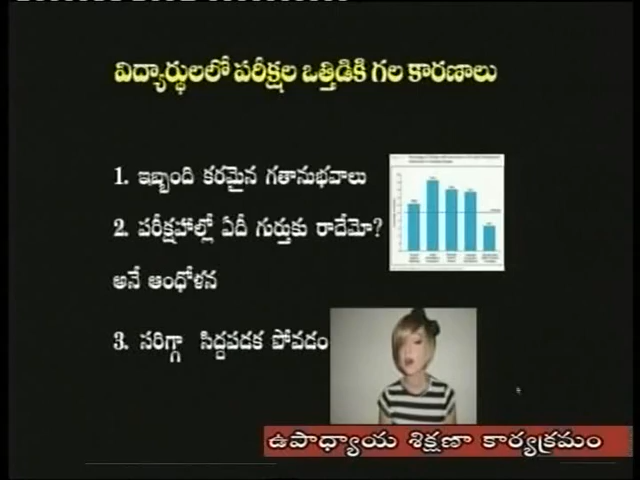 విద్యార్థులలో పరీక్షల ఒత్తిడికి గల కారణాలు
1. ఇబ్బంది కరమైన గతానుభవాలు
2. పరీక్షహాల్లో ఏదీ గుర్తుకు రాదేమో?
అనే ఆంధోళన
3. సరిగ్గా సిద్దపడక పోవడం
ఉపాధ్యాయ శిక్షణా కార్యక్రమం